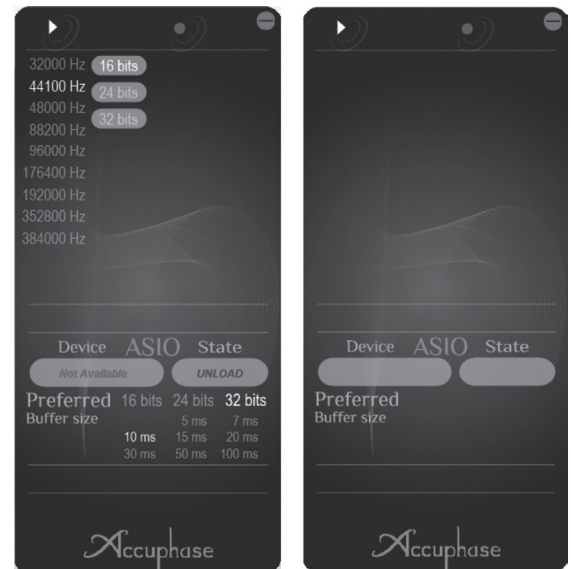 32000 Hz 16 bits
44100 Hz 24 bits
48000 Hz 32 bits
88200 Hz
96000 Hz
176400 Hz
192000 Hz
352800 Hz
384000 Hz
Device ASIO State
Not Available UNLOAD
Preferred 16 bits 24 bits 32 bits
Buffer size
5 ms 7 ms
10 ms 15 ms 20 ms
30 ms 50 ms 100 ms
Accuphase
Device ASIO State
Preferred
Buffer size
Accuphase